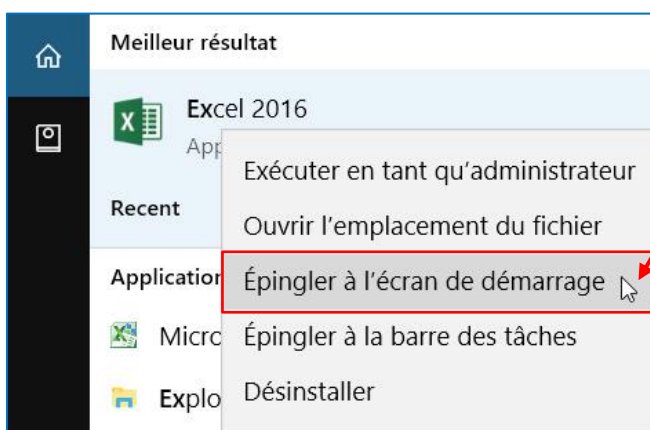 Meilleur résultat
Excel 2016
App
Exécuter en tant qu'administrateur
Recent
Ouvrir l'emplacement du fichier
Application
Épingler à l'écran de démarrage
Micro
Épingler à la barre des tâches
Explo
Désinstaller